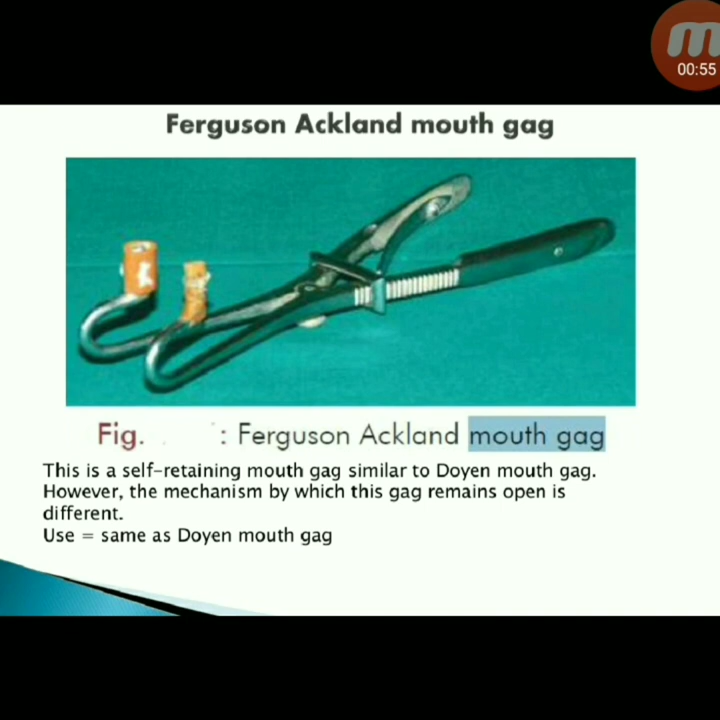 00:55
Ferguson Ackland mouth gag
Fig. : Ferguson Ackland mouth gag
This is a self-retaining mouth gag similar to Doyen mouth gag.
However, the mechanism by which this gag remains open is
different.
Use = same as Doyen mouth gag